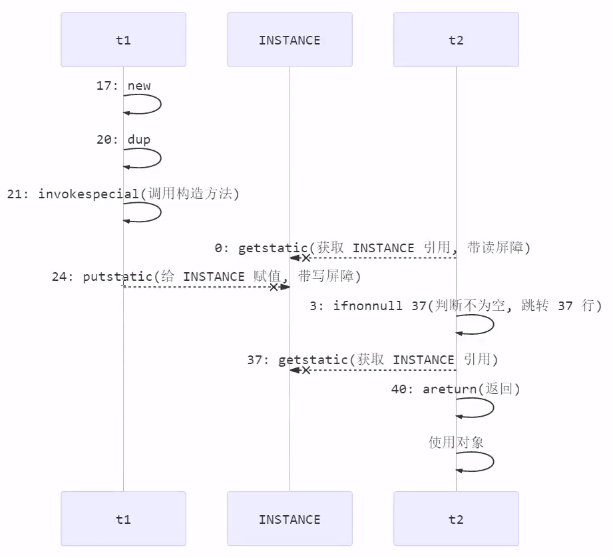 t1 INSTANCE t2
17: new
20: dup
21: invokespecial(调用构造方法)
0: getstatic(获取 INSTANCE 引用, 带读屏障)
24: putstatic(给 INSTANCE 赋值, 带写屏障)
3: ifnonnull 37(判断不为空, 跳转 37 行)
37: getstatic(获取 INSTANCE 引用)
40: areturn(返回)
使用对象
t1 INSTANCE t2